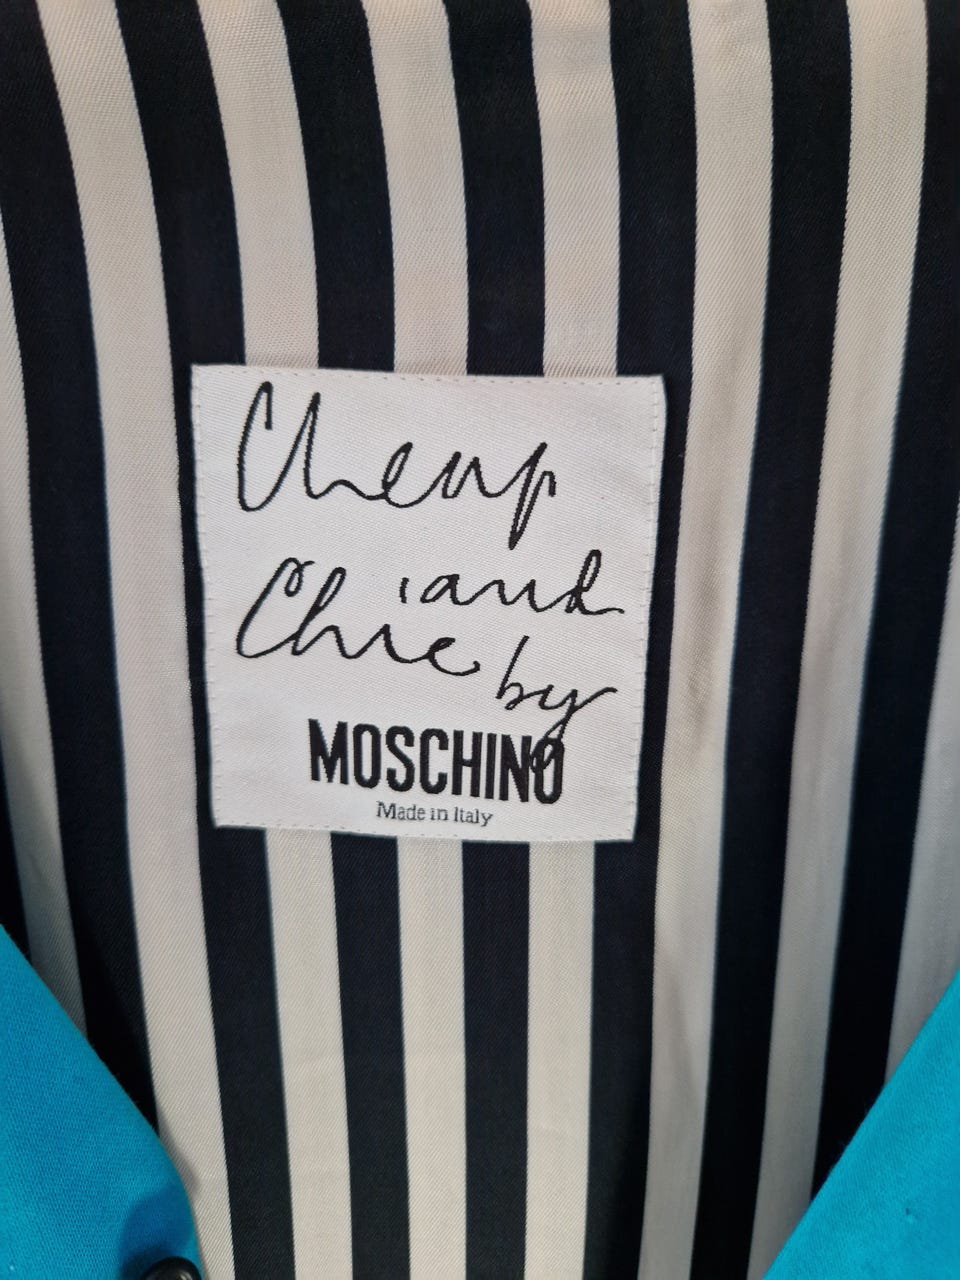 Cheap
and
Chic
by
MOSCHINO
Made in Italy